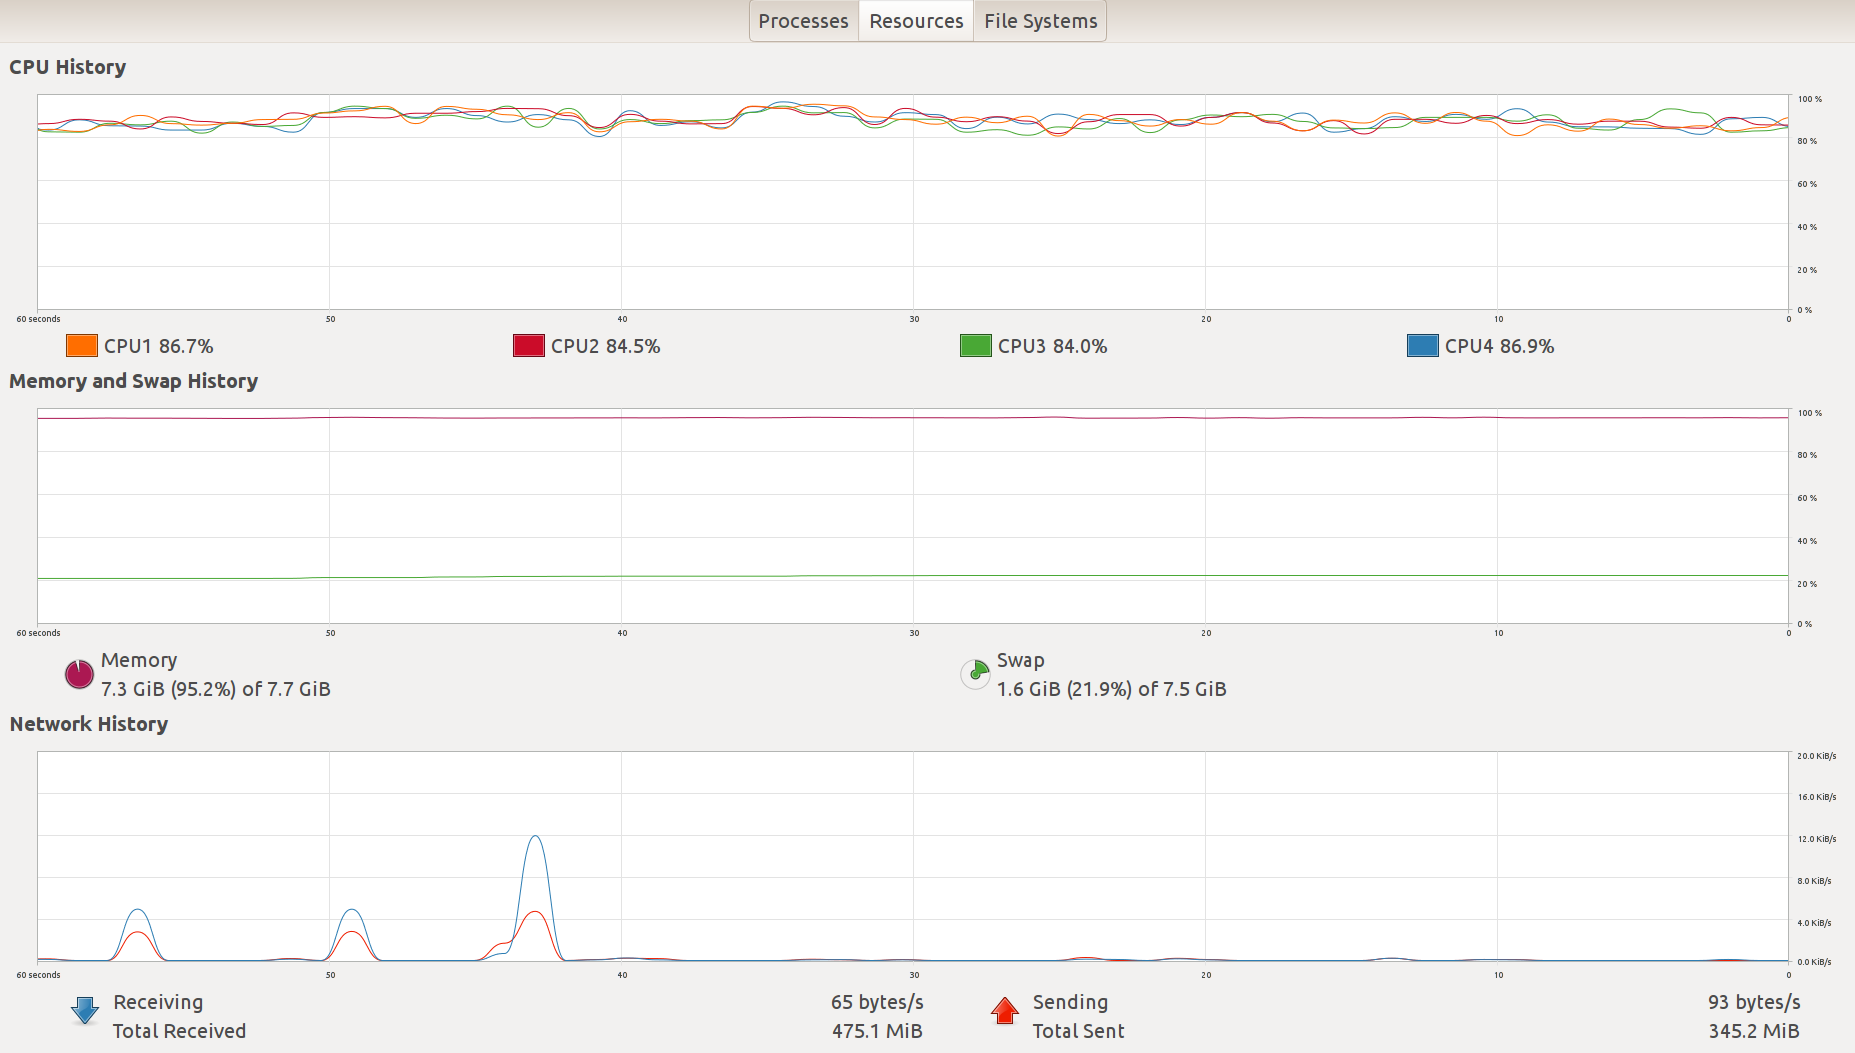 Processes Resources File Systems
CPU History
100 %
80 %
60 %
40 %
20 %
0 %
60 seconds 50 40 30 20 10 0
CPU1 86.7% CPU2 84.5% CPU3 84.0% CPU4 86.9%
Memory and Swap History
100 %
80 %
60 %
40 %
20 %
0 %
60 seconds 50 40 30 20 10 0
Memory
7.3 GiB (95.2%) of 7.7 GiB
Swap
1.6 GiB (21.9%) of 7.5 GiB
Network History
20.0 KiB/s
16.0 KiB/s
12.0 KiB/s
8.0 KiB/s
4.0 KiB/s
0.0 KiB/s
60 seconds 50 40 30 20 10 0
Receiving 65 bytes/s
Total Received 475.1 MiB
Sending 93 bytes/s
Total Sent 345.2 MiB